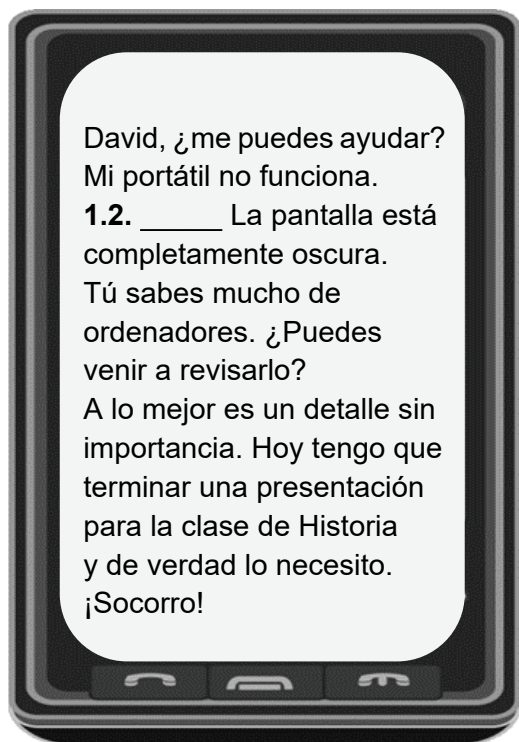 David, ¿me puedes ayudar?
Mi portátil no funciona.
1.2. _____ La pantalla está
completamente oscura.
Tú sabes mucho de
ordenadores. ¿Puedes
venir a revisarlo?
A lo mejor es un detalle sin
importancia. Hoy tengo que
terminar una presentación
para la clase de Historia
y de verdad lo necesito.
¡Socorro!